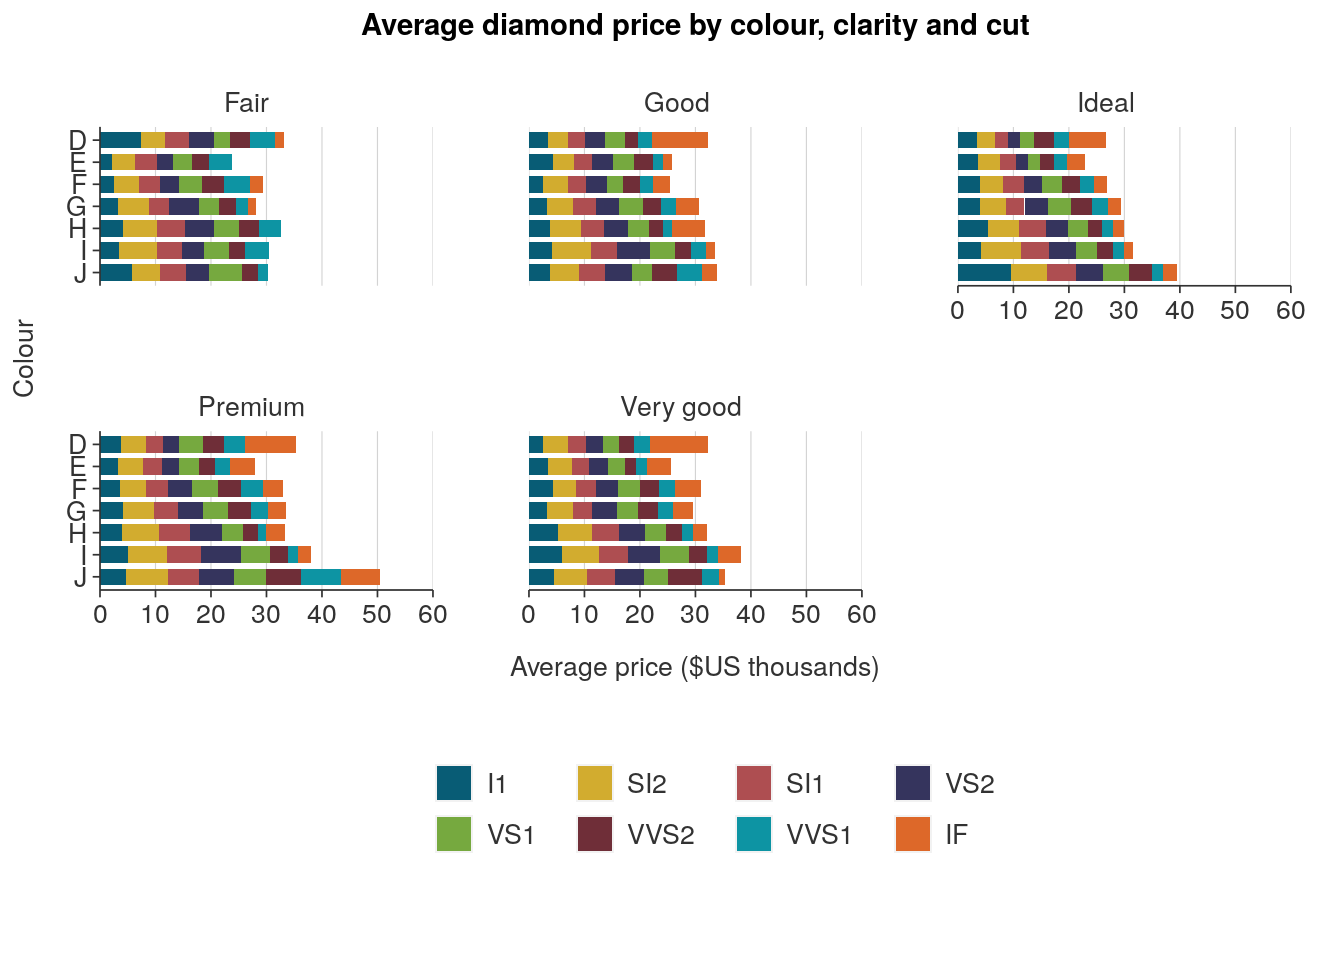 Average diamond price by colour, clarity and cut
Fair
Good
Ideal
D
E
F
G
H
I
J
0 10 20 30 40 50 60
Colour
Premium
Very good
D
E
F
G
H
I
J
0 10 20 30 40 50 60
0 10 20 30 40 50 60
Average price ($US thousands)
I1 SI2 SI1 VS2
VS1 VVS2 VVS1 IF